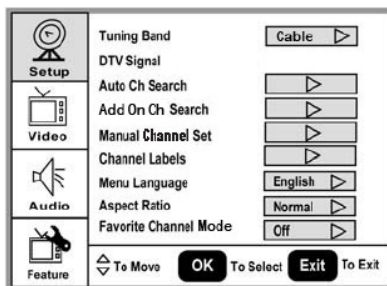 Setup
Video
Audio
Feature
Tuning Band Cable
DTV Signal
Auto Ch Search
Add On Ch Search
Manual Channel Set
Channel Labels
Menu Language English
Aspect Ratio Normal
Favorite Channel Mode Off
To Move OK To Select Exit To Exit